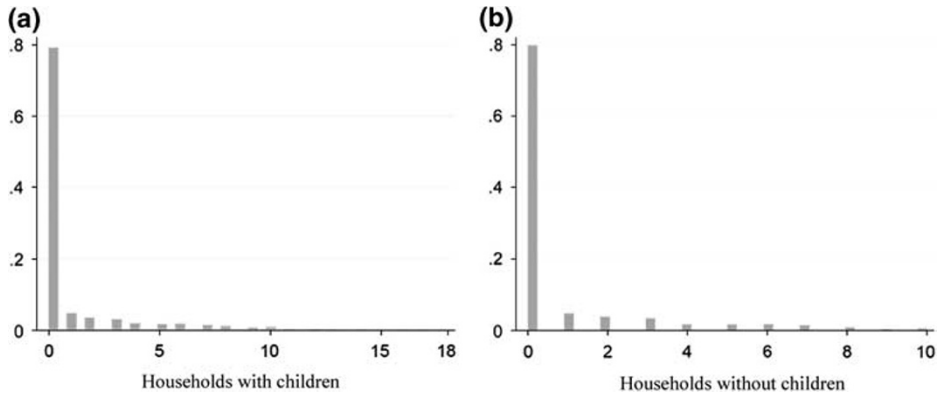 (a)
.8
.6
.4
.2
0
0 5 10 15 18
Households with children
(b)
.8
.6
.4
.2
0
0 2 4 6 8 10
Households without children